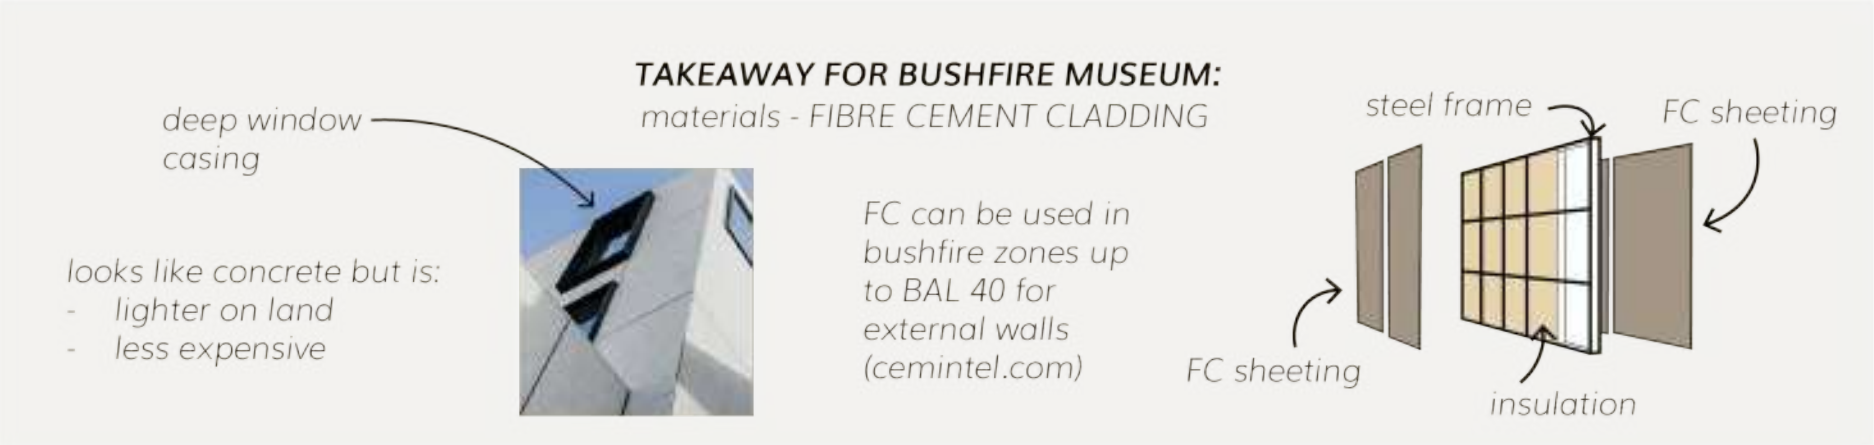 TAKEAWAY FOR BUSHFIRE MUSEUM:
materials - FIBRE CEMENT CLADDING
deep window
casing
looks like concrete but is:
- lighter on land
- less expensive
FC can be used in
bushfire zones up
to BAL 40 for
external walls
(cemintel.com)
steel frame
FC sheeting
FC sheeting
insulation